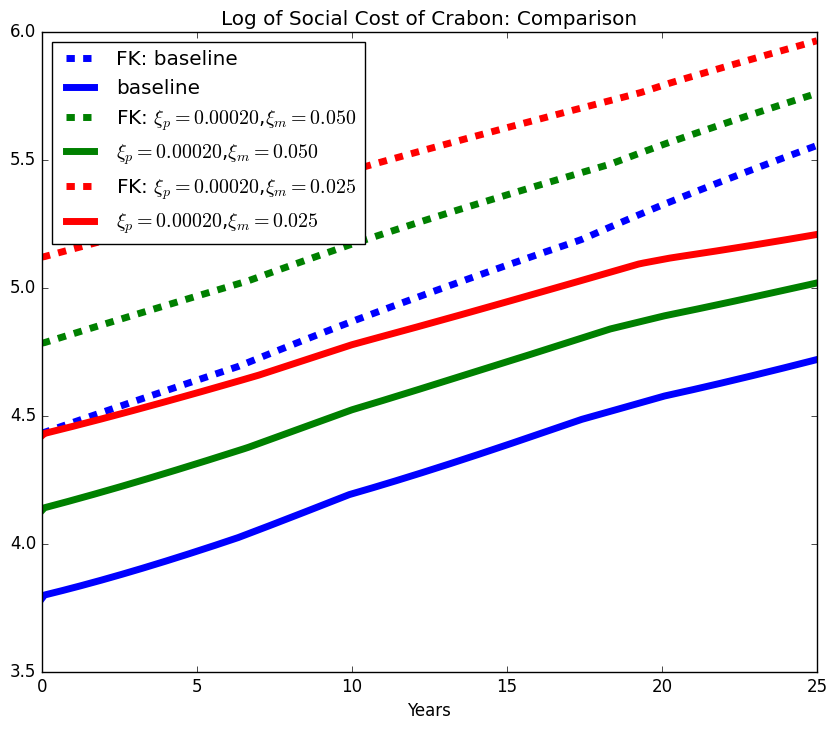 Log of Social Cost of Crabon: Comparison
6.0
5.5
5.0
4.5
4.0
3.5
FK: baseline
baseline
FK: ξp = 0.00020,ξm = 0.050
ξp = 0.00020,ξm = 0.050
FK: ξp = 0.00020,ξm = 0.025
ξp = 0.00020,ξm = 0.025
0 5 10 15 20 25
Years